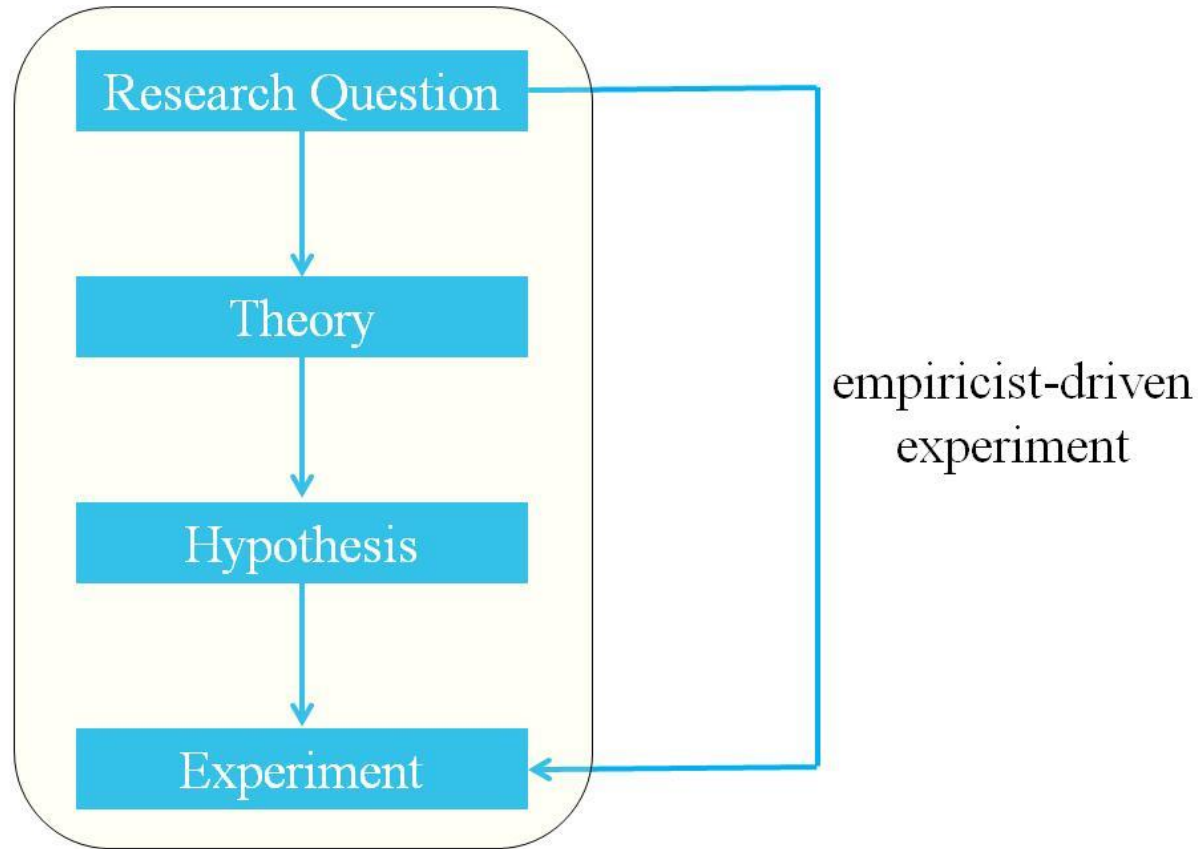 Research Question
Theory
Hypothesis
Experiment
empiricist-driven
experiment